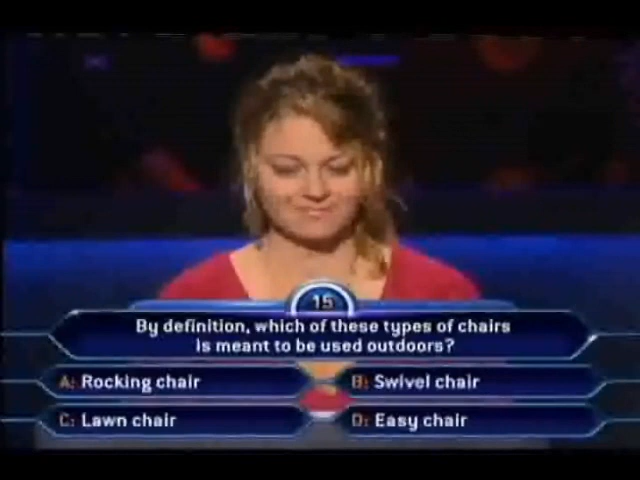 15
By definition, which of these types of chairs
is meant to be used outdoors?
A: Rocking chair
B: Swivel chair
C: Lawn chair
D: Easy chair